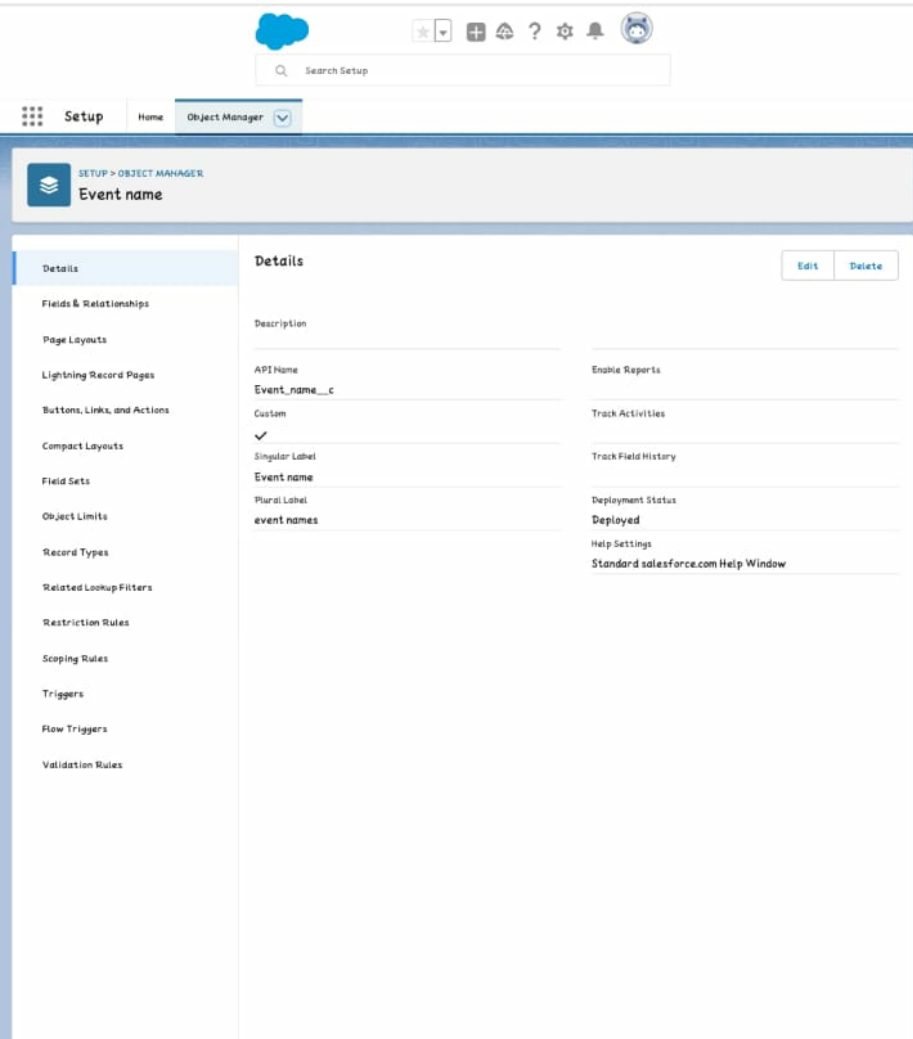 Search Setup
Setup
Home
Object Manager
SETUP > OBJECT MANAGER
Event name
Details
Fields & Relationships
Page Layouts
Lightning Record Pages
Buttons, Links, and Actions
Compact Layouts
Field Sets
Object Limits
Record Types
Related Lookup Filters
Restriction Rules
Scoping Rules
Triggers
Flow Triggers
Validation Rules
Details
Edit
Delete
Description
API Name
Event_name__c
Custom
Singular Label
Event name
Plural Label
event names
Enable Reports
Track Activities
Track Field History
Deployment Status
Deployed
Help Settings
Standard salesforce.com Help Window